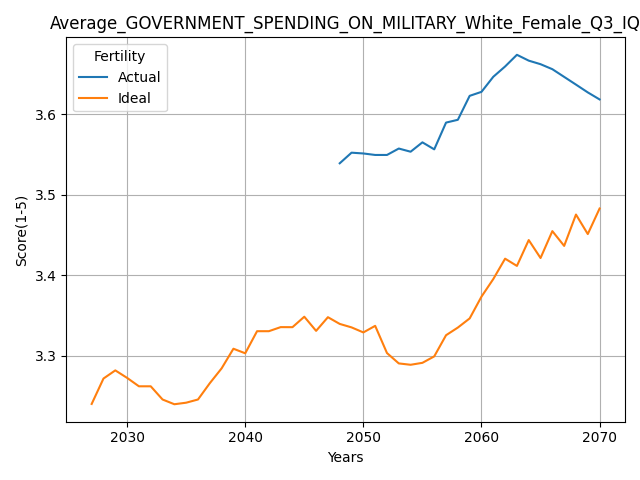 Average_GOVERNMENT_SPENDING_ON_MILITARY_White_Female_Q3_IQ
Fertility
Actual
Ideal
3.6
3.5
3.4
3.3
Score(1-5)
2030 2040 2050 2060 2070
Years